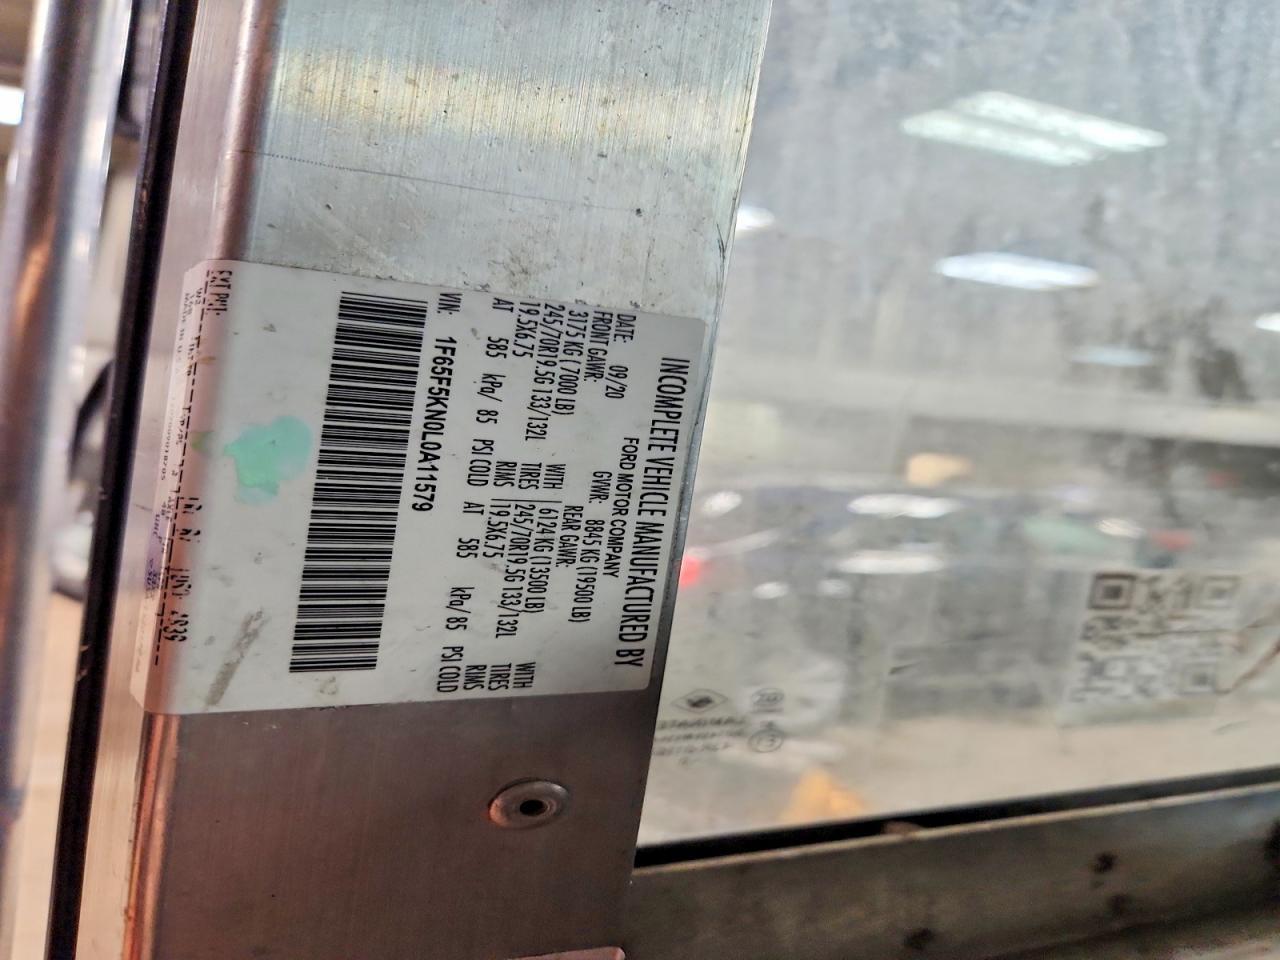 INCOMPLETE VEHICLE MANUFACTURED BY
FORD MOTOR COMPANY
DATE: 09/20 GVWR: 8845 KG (19500 LB)
FRONT GAWR: REAR GAWR:
3175 KG (7000 LB) WITH 6124 KG (13500 LB) WITH
245/70R19.5G 133/132L TIRES 245/70R19.5G 133/132L TIRES
19.5X6.75 RIMS 19.5X6.75 RIMS
AT 585 kPa/ 85 PSI COLD AT 585 kPa/ 85 PSI COLD
VIN: 1F65F5KN0L0A11579
EXT PNT: